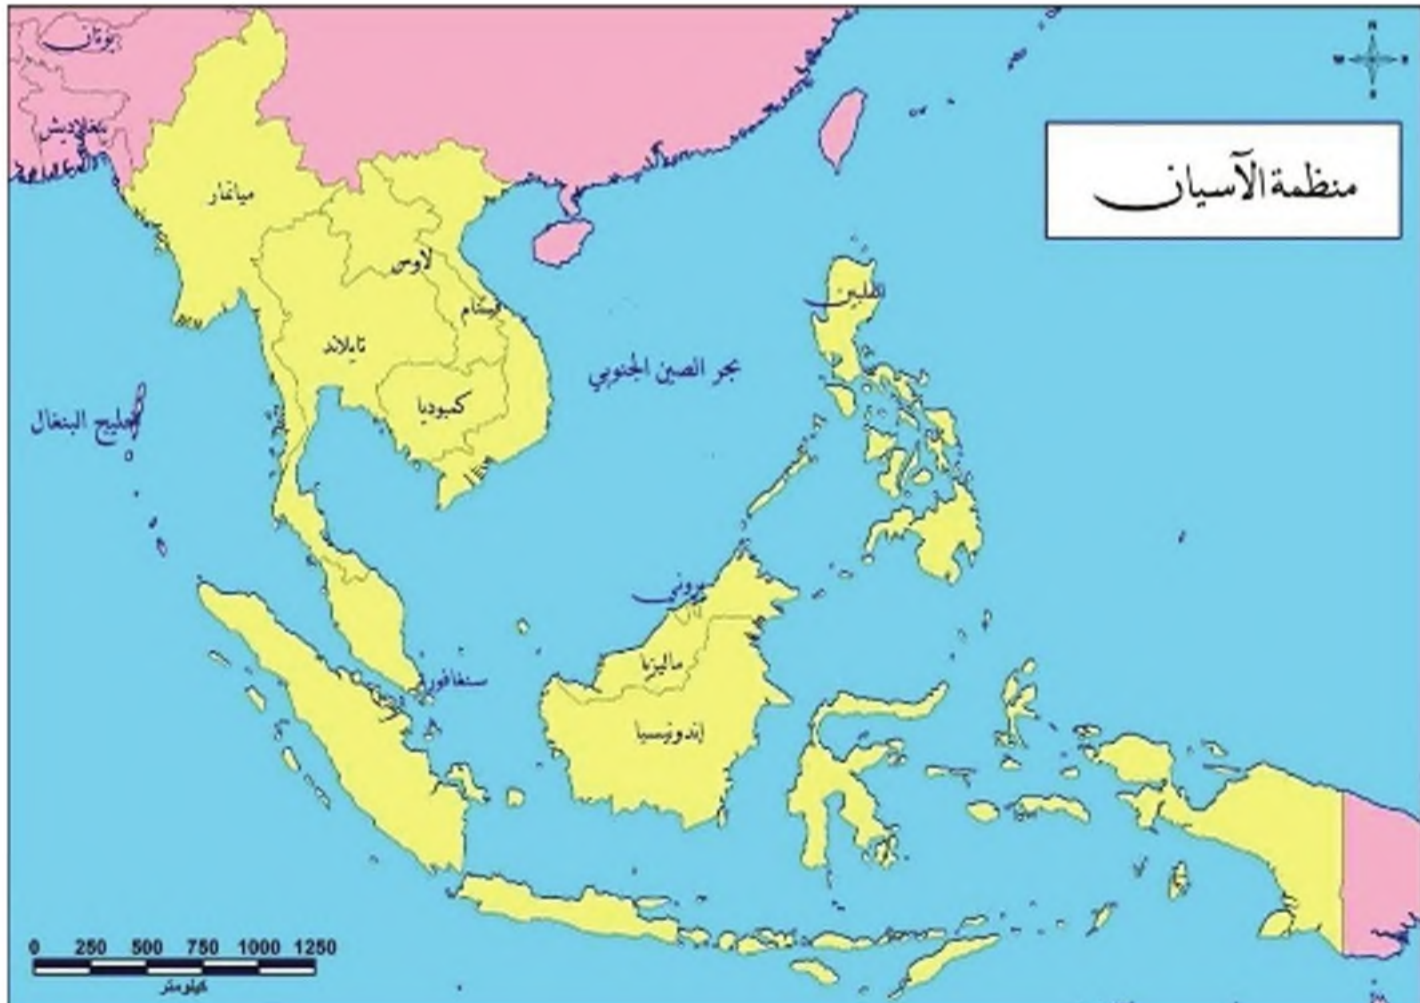 منظمة الآسيان
N
W
E
S
بوتان
بنغلاديش
ميانمار
لاوس
فيتنام
تايلاند
كمبوديا
الفلبين
بحر الصين الجنوبي
خليج البنغال
بروني
ماليزيا
سنغافورة
إندونيسيا
0 250 500 750 1000 1250
كيلومتر